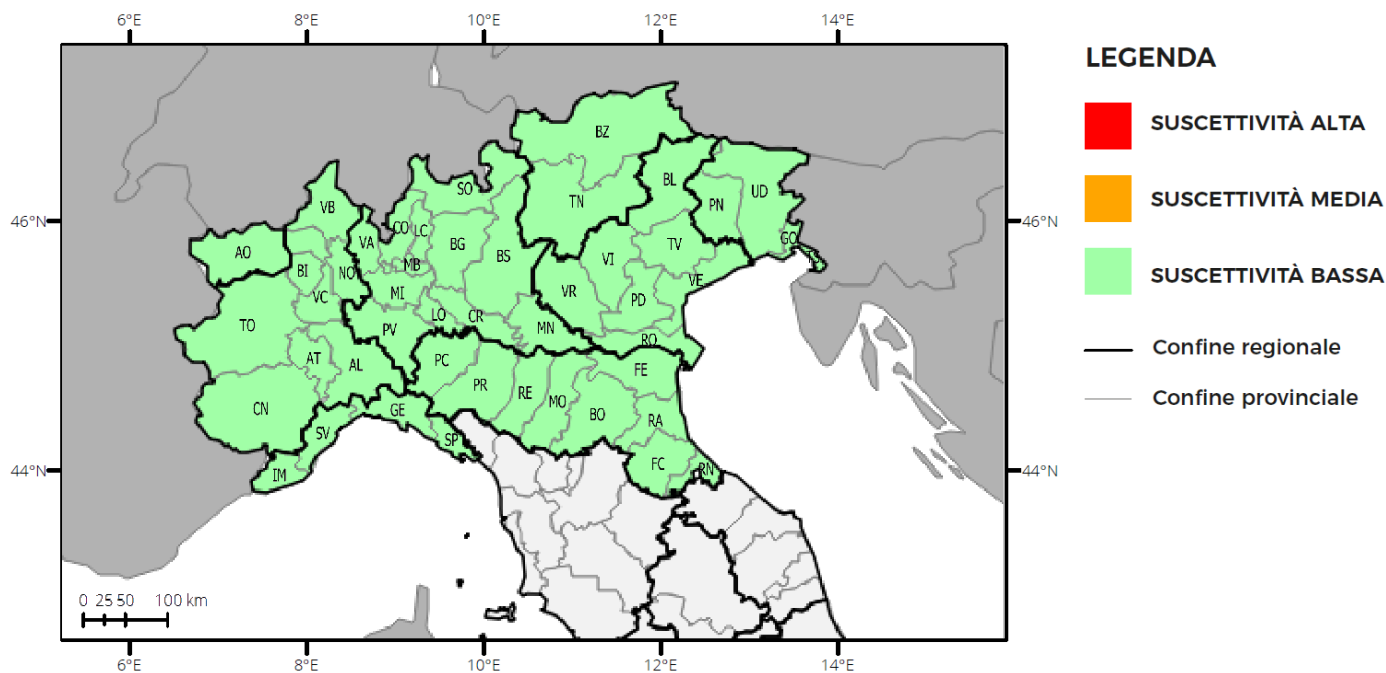 6°E 8°E 10°E 12°E 14°E
LEGENDA
SUSCETTIVITÀ ALTA
SUSCETTIVITÀ MEDIA
SUSCETTIVITÀ BASSA
Confine regionale
Confine provinciale
BZ
SO BL UD
VB TN PN
46°N 46°N
CO LC
VA BG TV GO
AO BS VI
BI NO MB VE
VC MI VR PD
TO LO CR MN
PV RO
AT AL PC FE
PR RE MO
CN GE BO RA
SV SP
IM FC RN
44°N 44°N
0 25 50 100 km
6°E 8°E 10°E 12°E 14°E